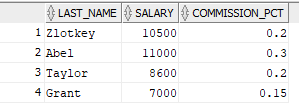 LAST_NAME SALARY COMMISSION_PCT
1 Zlotkey 10500 0.2
2 Abel 11000 0.3
3 Taylor 8600 0.2
4 Grant 7000 0.15